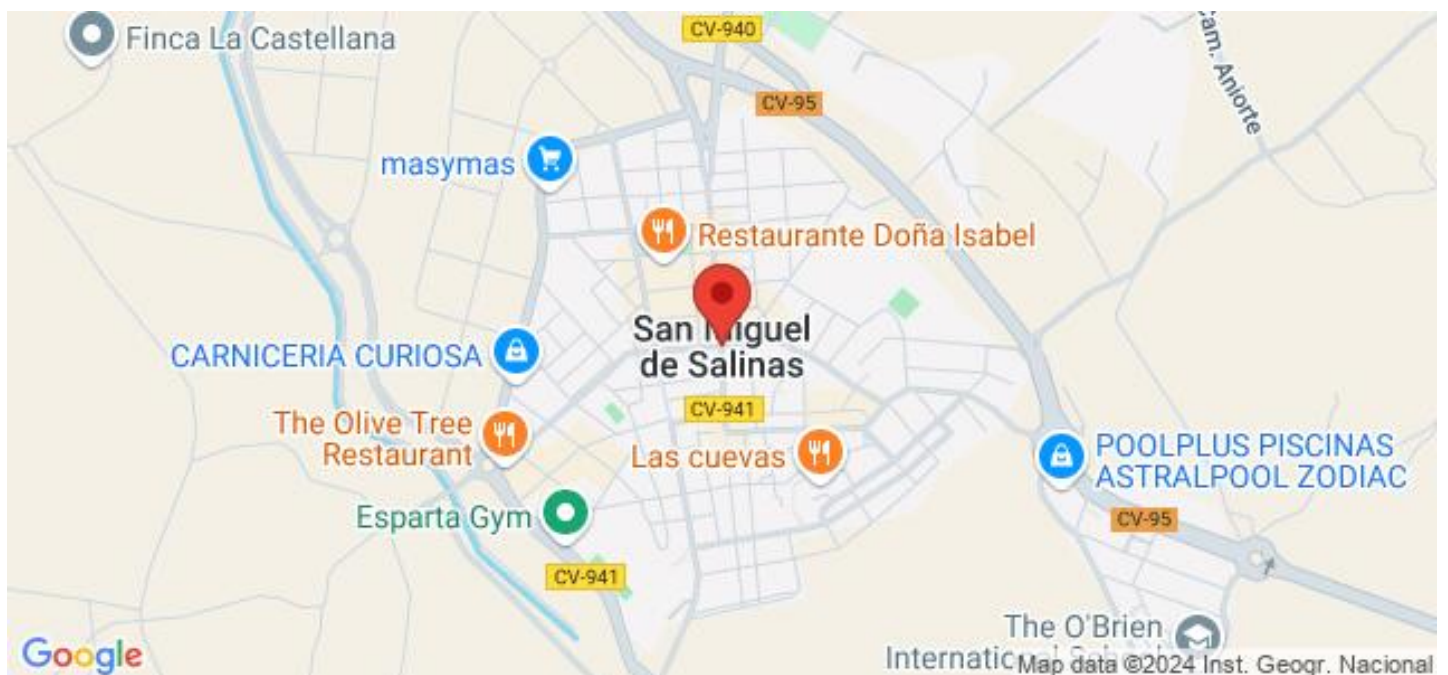 CV-940
Finca La Castellana
Cam. Aniorte
CV-95
masymas
Restaurante Doña Isabel
San Miguel
de Salinas
CARNICERIA CURIOSA
CV-941
The Olive Tree
Restaurant
Las cuevas
POOLPLUS PISCINAS
ASTRALPOOL ZODIAC
Esparta Gym
CV-95
CV-941
The O'Brien
International
Google
Map data ©2024 Inst. Geogr. Nacional